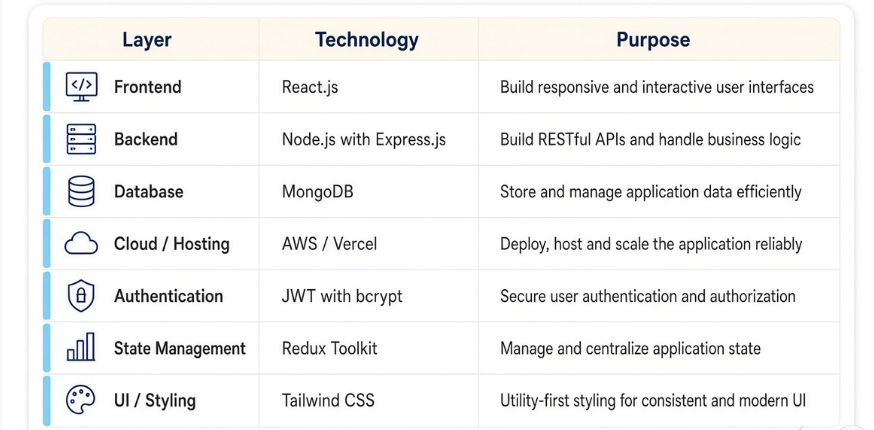 Layer Technology Purpose
</> Frontend React.js Build responsive and interactive user interfaces
Backend Node.js with Express.js Build RESTful APIs and handle business logic
Database MongoDB Store and manage application data efficiently
Cloud / Hosting AWS / Vercel Deploy, host and scale the application reliably
Authentication JWT with bcrypt Secure user authentication and authorization
State Management Redux Toolkit Manage and centralize application state
UI / Styling Tailwind CSS Utility-first styling for consistent and modern UI